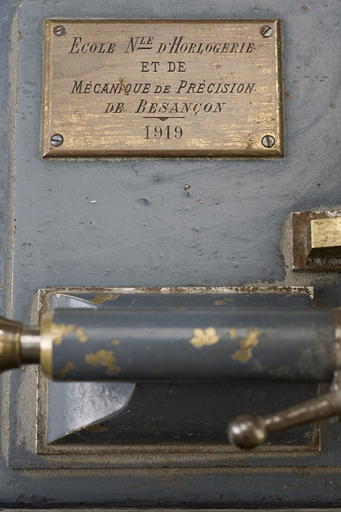 Ecole Nle d'Horlogerie
et de
Mécanique de Précision
de Besançon
1919